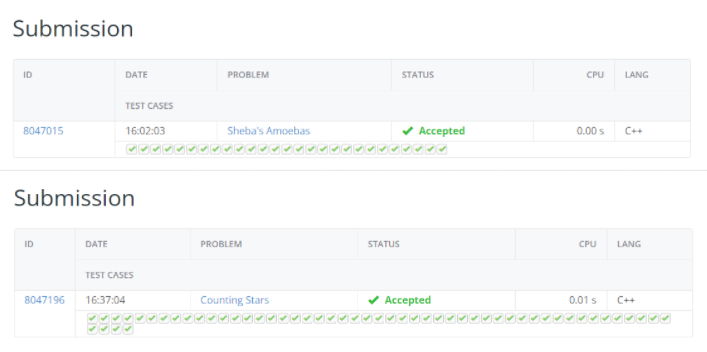 Submission
ID DATE PROBLEM STATUS CPU LANG
TEST CASES
8047015 16:02:03 Sheba's Amoebas Accepted 0.00 s C++
Submission
ID DATE PROBLEM STATUS CPU LANG
TEST CASES
8047196 16:37:04 Counting Stars Accepted 0.01 s C++